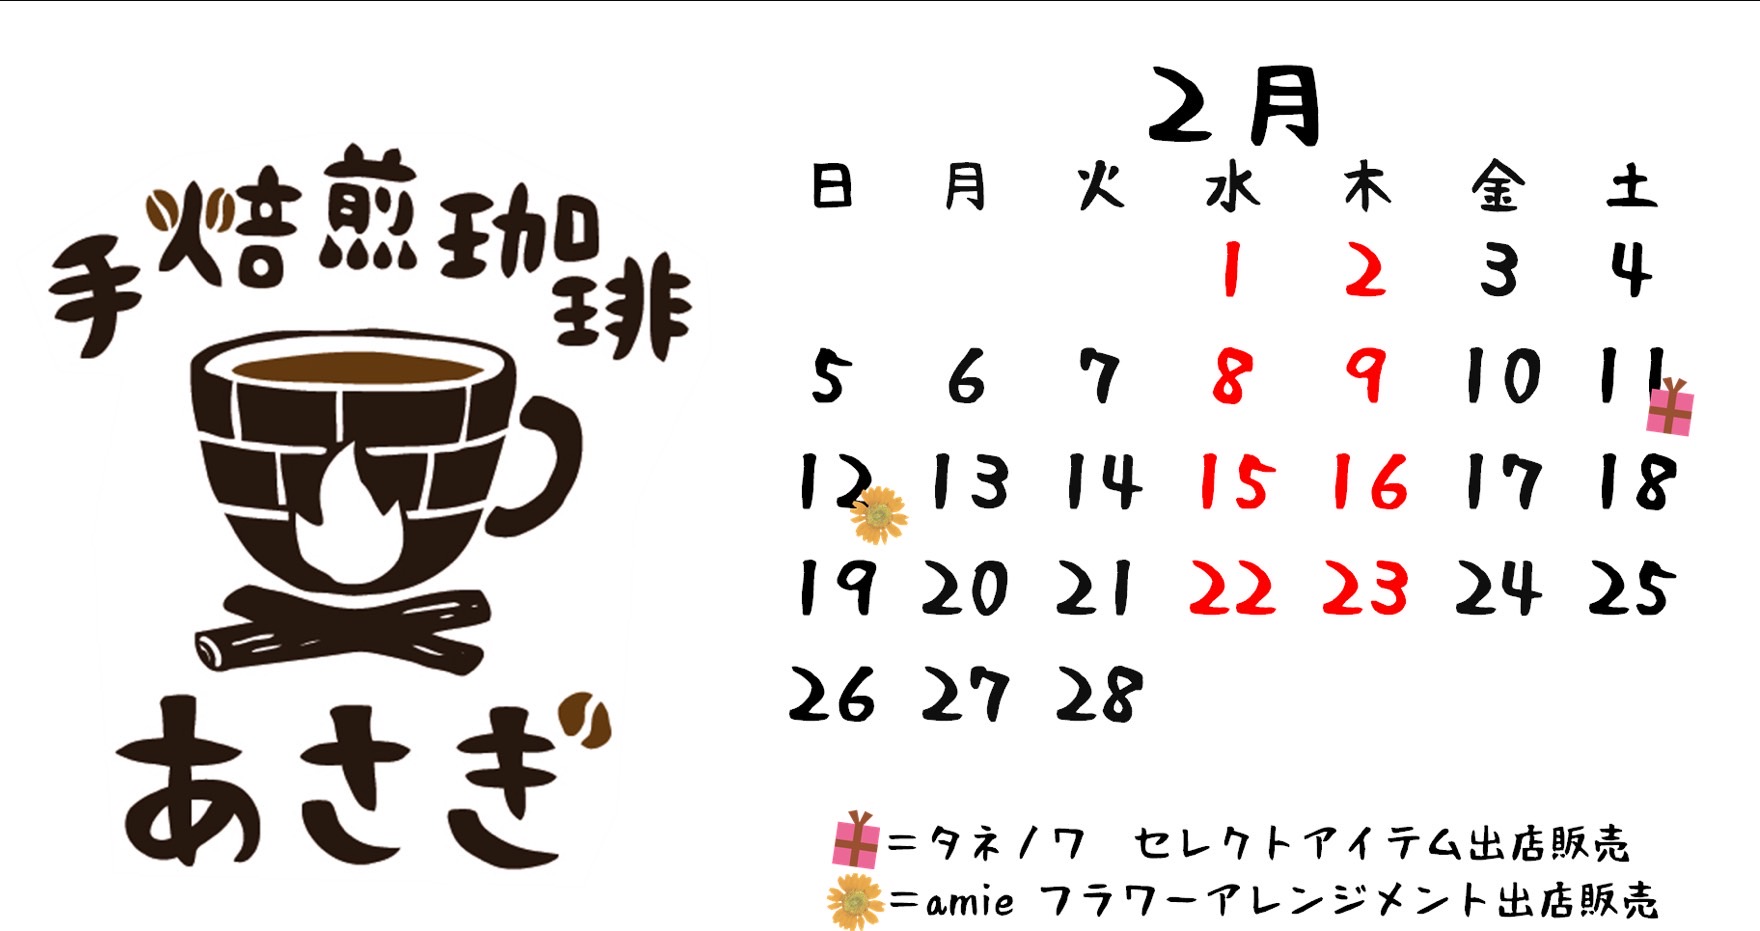 手焙煎珈琲
あさぎ
2月
日 月 火 水 木 金 土
1 2 3 4
5 6 7 8 9 10 11
12 13 14 15 16 17 18
19 20 21 22 23 24 25
26 27 28
=タネノワ　セレクトアイテム出店販売
=amie フラワーアレンジメント出店販売